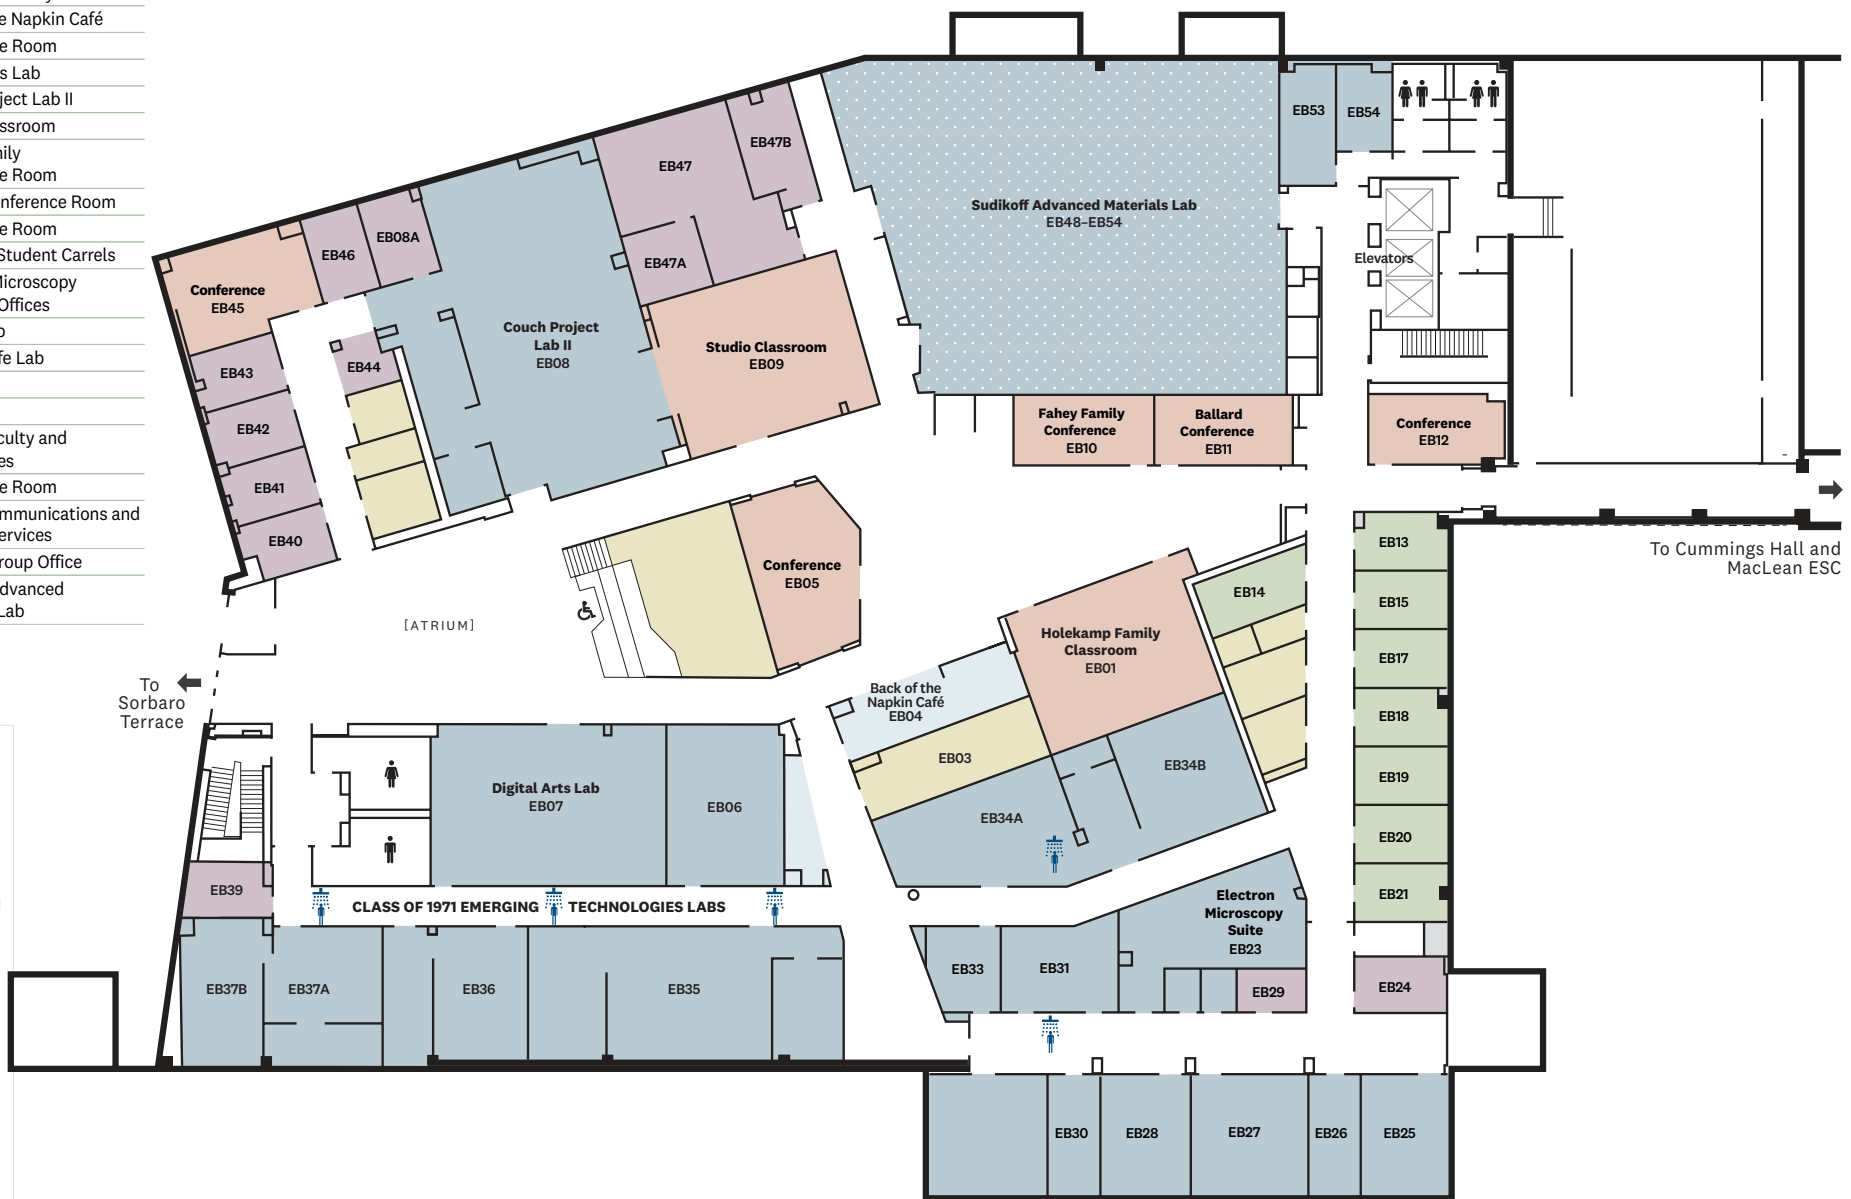 e Napkin Café
e Room
s Lab
ject Lab II
ssroom
nily
e Room
nference Room
e Room
Student Carrels
Microscopy
Offices
fe Lab
culty and
es
e Room
mmunications and
ervices
roup Office
dvanced
Lab
EB47B
EB47
EB47A
EB08A
EB46
Conference
EB45
EB43
EB44
EB42
EB41
EB40
Couch Project
Lab II
EB08
Studio Classroom
EB09
Sudikoff Advanced Materials Lab
EB48–EB54
EB53
EB54
Elevators
Fahey Family
Conference
EB10
Ballard
Conference
EB11
Conference
EB12
To Cummings Hall and
MacLean ESC
Conference
EB05
[ATRIUM]
To
Sorbaro
Terrace
Holekamp Family
Classroom
EB01
Back of the
Napkin Café
EB04
EB03
EB34A
EB34B
EB14
EB13
EB15
EB17
EB18
EB19
EB20
EB21
EB24
Digital Arts Lab
EB07
EB06
EB39
CLASS OF 1971 EMERGING TECHNOLOGIES LABS
EB37B
EB37A
EB36
EB35
EB33
EB31
Electron
Microscopy
Suite
EB23
EB29
EB30
EB28
EB27
EB26
EB25